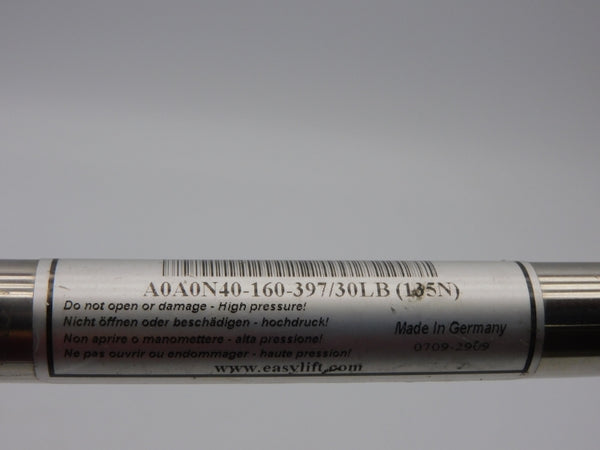 A0A0N40-160-397/30LB (135N)
Do not open or damage - High pressure!
Nicht öffnen oder beschädigen - hochdruck!
Non aprire o manomettere - alta pressione!
Ne pas ouvrir ou endommager - haute pression!
Made In Germany
0709-2909
www.easylift.com